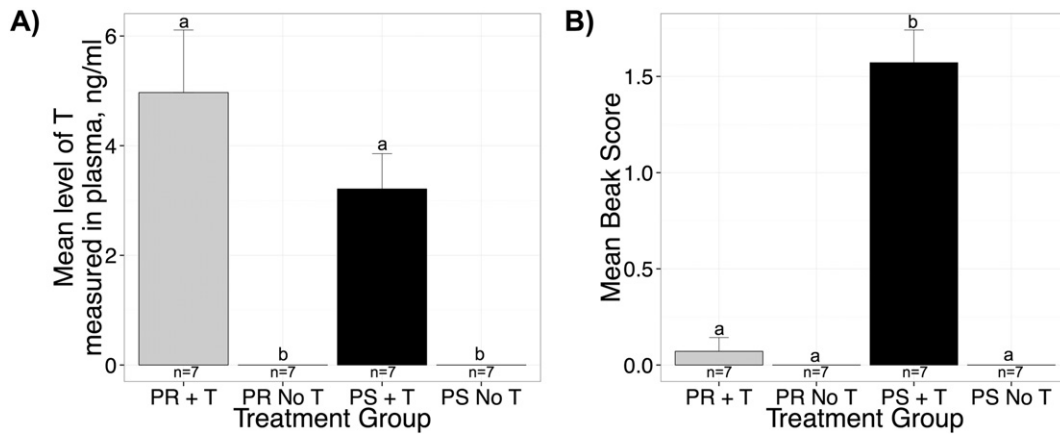 A)
Mean level of T
measured in plasma, ng/ml
6
4
2
0
a
b
a
b
n=7
n=7
n=7
n=7
PR + T
PR No T
PS + T
PS No T
Treatment Group
B)
Mean Beak Score
1.5
1.0
0.5
0.0
a
a
b
a
n=7
n=7
n=7
n=7
PR + T
PR No T
PS + T
PS No T
Treatment Group